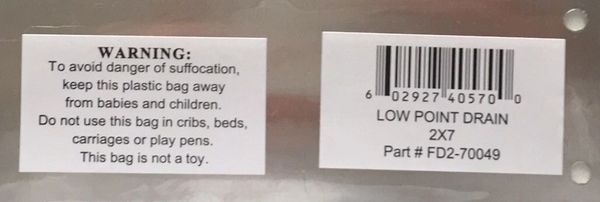 WARNING:
To avoid danger of suffocation,
keep this plastic bag away
from babies and children.
Do not use this bag in cribs, beds,
carriages or play pens.
This bag is not a toy.
6 02927 40570 0
LOW POINT DRAIN
2X7
Part # FD2-70049